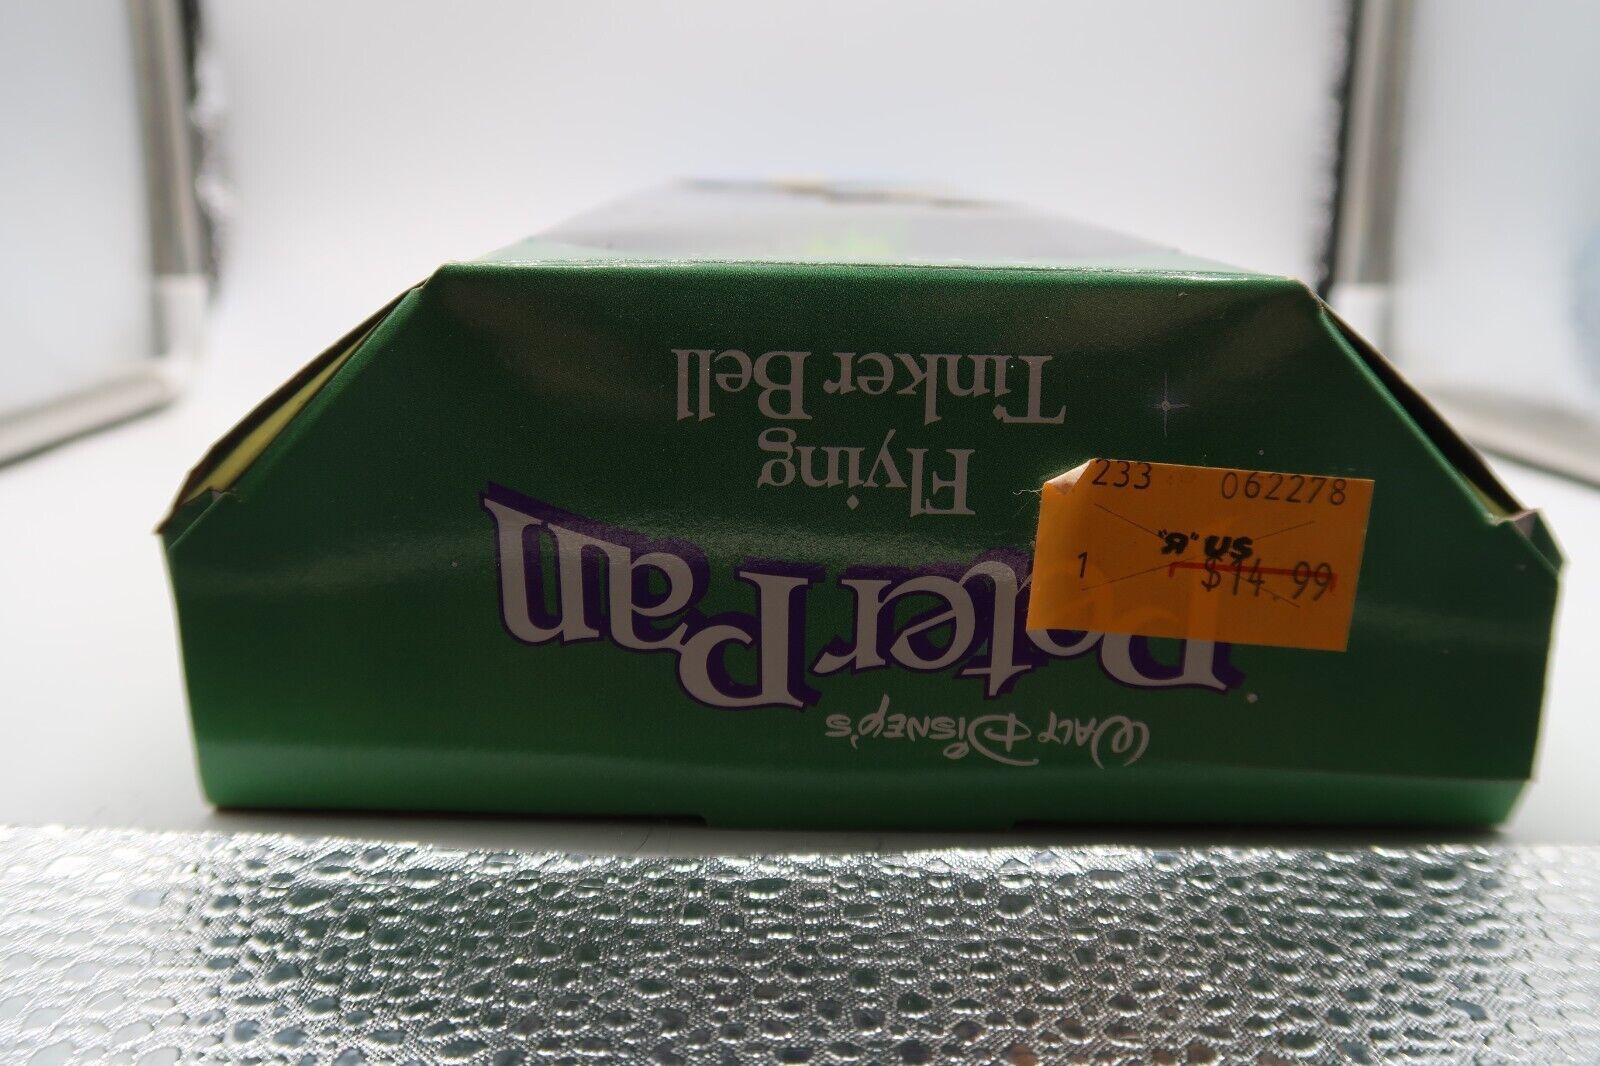 Walt Disney's
Peter Pan
Flying
Tinker Bell
233 062278
"R" US
1 $14.99